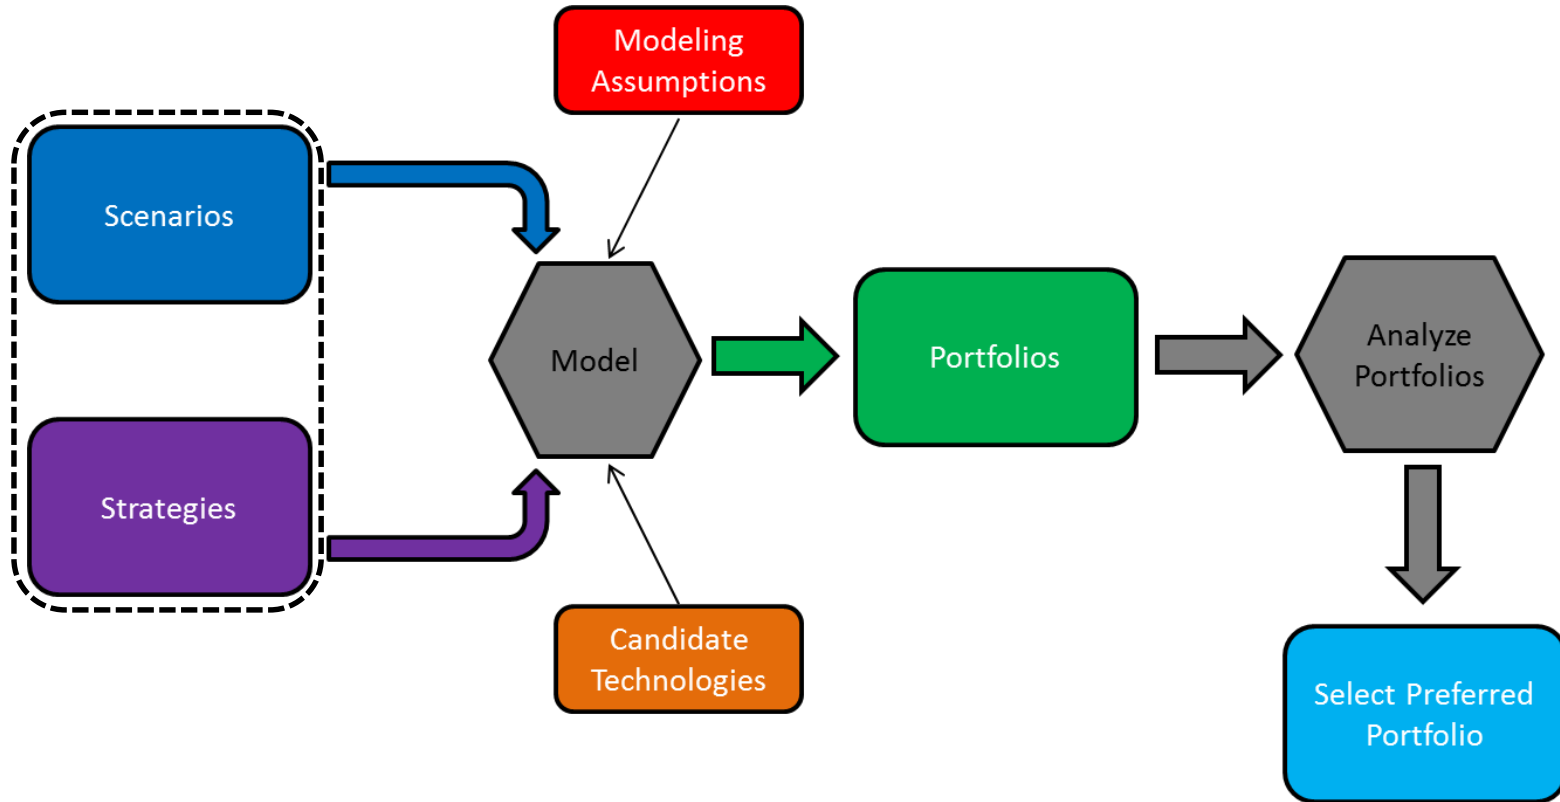 Modeling
Assumptions
Scenarios
Strategies
Model
Candidate
Technologies
Portfolios
Analyze
Portfolios
Select Preferred
Portfolio